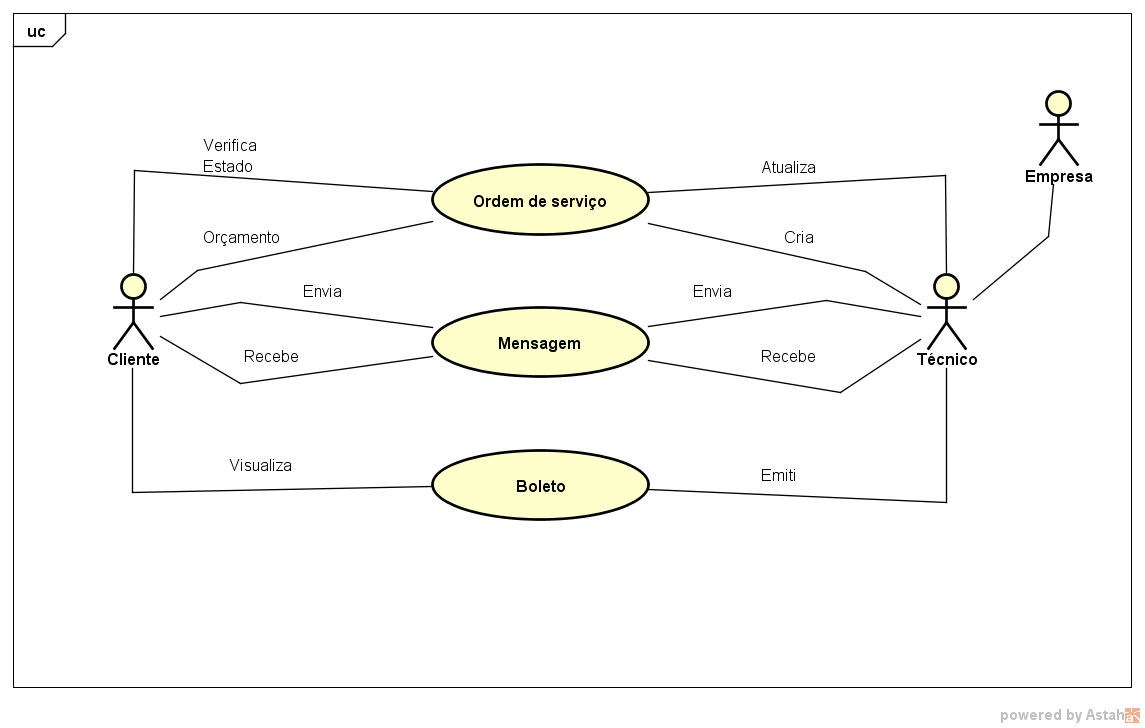 uc
Verifica
Estado
Atualiza
Empresa
Ordem de serviço
Orçamento
Cria
Envia
Envia
Mensagem
Recebe
Recebe
Cliente
Técnico
Visualiza
Emiti
Boleto
powered by Astah